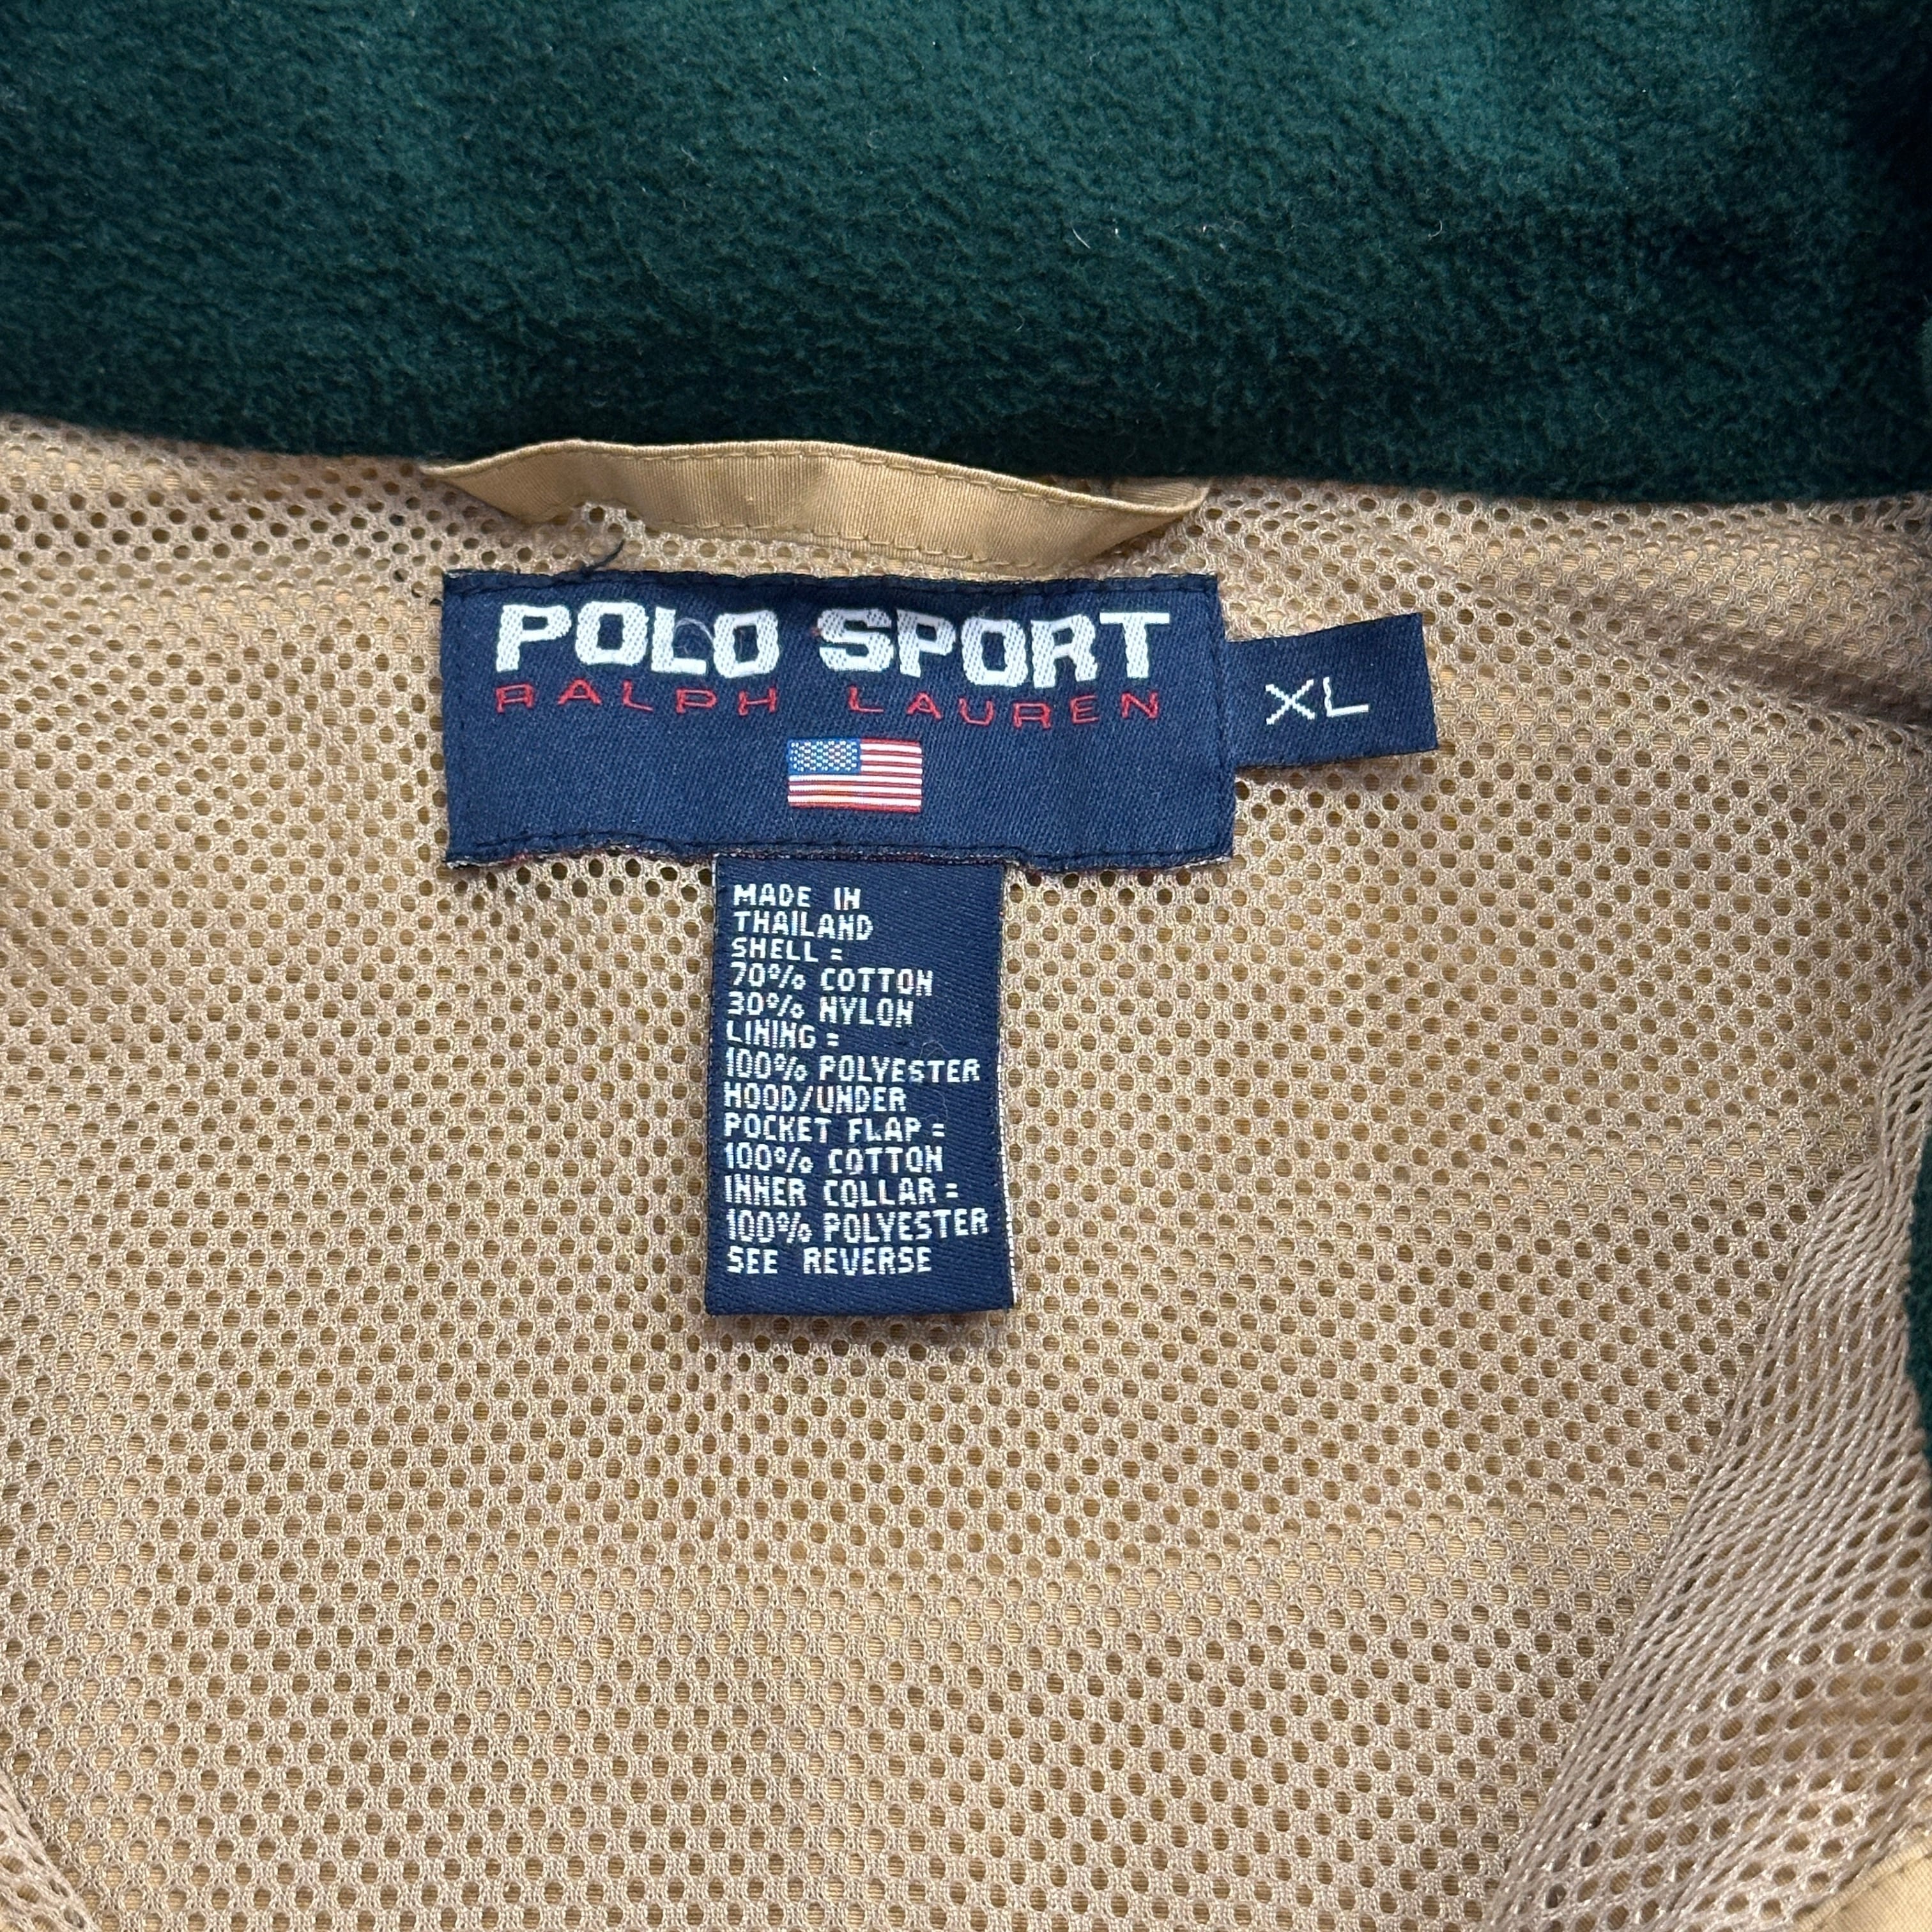 POLO SPORT
RALPH LAUREN
XL
MADE IN
THAILAND
SHELL =
70% COTTON
30% NYLON
LINING =
100% POLYESTER
HOOD/UNDER
POCKET FLAP =
100% COTTON
INNER COLLAR =
100% POLYESTER
SEE REVERSE